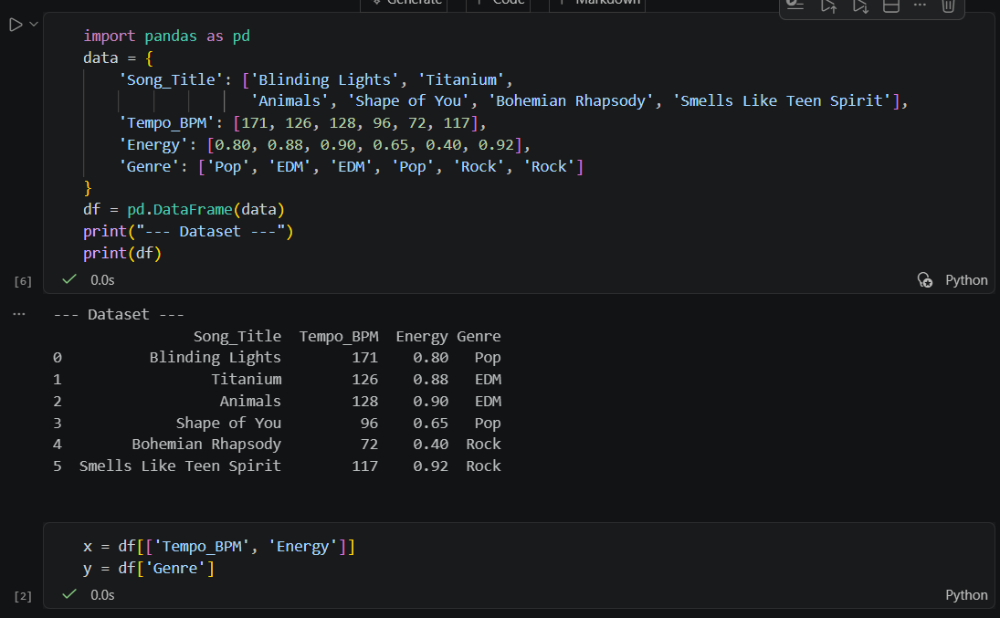 Generate Code Markdown
import pandas as pd
data = {
    'Song_Title': ['Blinding Lights', 'Titanium',
                   'Animals', 'Shape of You', 'Bohemian Rhapsody', 'Smells Like Teen Spirit'],
    'Tempo_BPM': [171, 126, 128, 96, 72, 117],
    'Energy': [0.80, 0.88, 0.90, 0.65, 0.40, 0.92],
    'Genre': ['Pop', 'EDM', 'EDM', 'Pop', 'Rock', 'Rock']
}
df = pd.DataFrame(data)
print("--- Dataset ---")
print(df)
[6] 0.0s Python
--- Dataset ---
                Song_Title  Tempo_BPM  Energy Genre
0          Blinding Lights        171    0.80   Pop
1                 Titanium        126    0.88   EDM
2                  Animals        128    0.90   EDM
3             Shape of You         96    0.65   Pop
4        Bohemian Rhapsody         72    0.40  Rock
5  Smells Like Teen Spirit        117    0.92  Rock
x = df[['Tempo_BPM', 'Energy']]
y = df['Genre']
[2] 0.0s Python